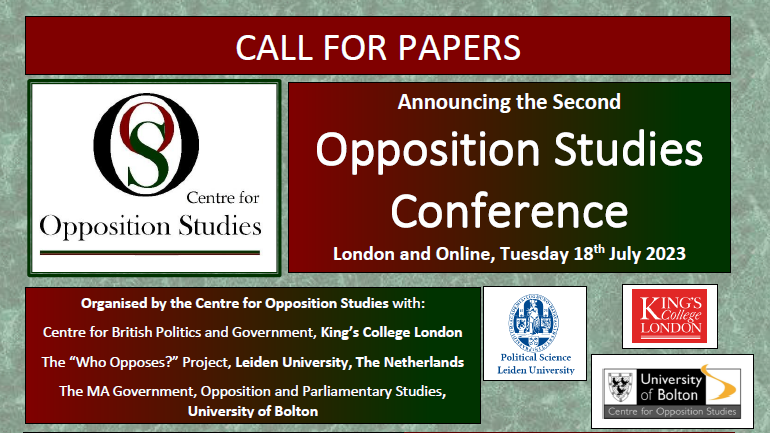 CALL FOR PAPERS
OS
Centre for
Opposition Studies
Announcing the Second
Opposition Studies
Conference
London and Online, Tuesday 18th July 2023
Organised by the Centre for Opposition Studies with:
Centre for British Politics and Government, King's College London
The “Who Opposes?” Project, Leiden University, The Netherlands
The MA Government, Opposition and Parliamentary Studies,
University of Bolton
Political Science
Leiden University
KING'S
College
LONDON
University
of Bolton
Centre for Opposition Studies